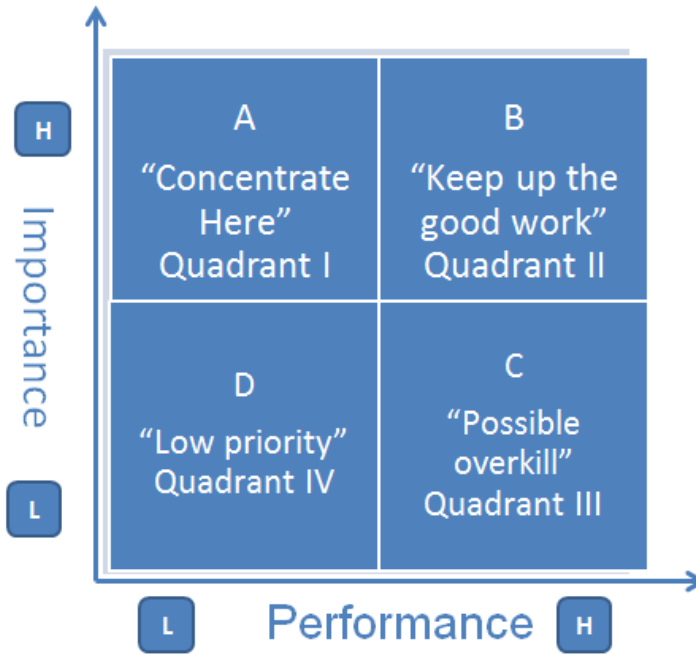 H
Importance
L
A
“Concentrate
Here”
Quadrant I
B
“Keep up the
good work”
Quadrant II
D
“Low priority”
Quadrant IV
C
“Possible
overkill”
Quadrant III
L
Performance
H